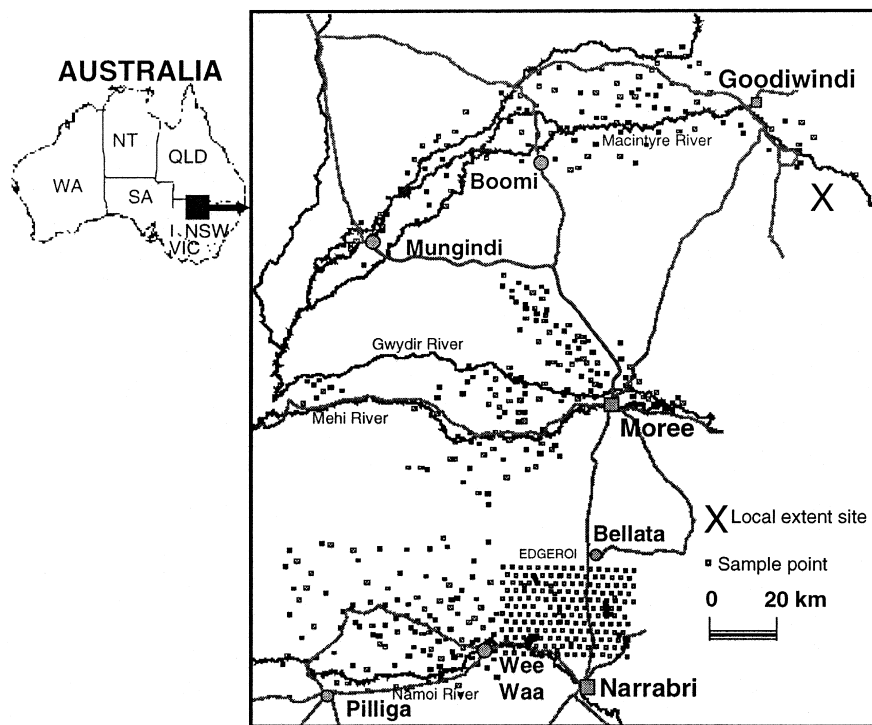 AUSTRALIA
NT
QLD
WA
SA
NSW
VIC
Goodiwindi
Macintyre River
Boomi
X
Mungindi
Gwydir River
Mehi River
Moree
X Local extent site
Bellata
EDGEROI
Sample point
0 20 km
Wee
Waa
Narrabri
Namoi River
Pilliga